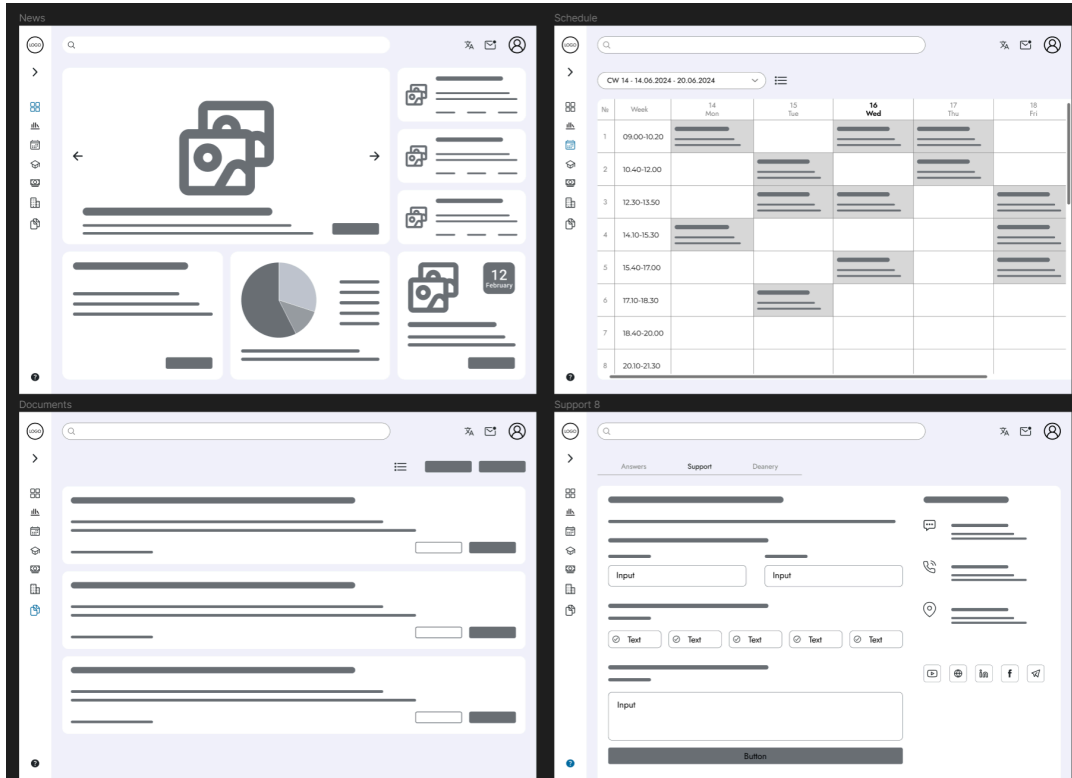 News
LOGO
12
February
Schedule
LOGO
CW 14 - 14.06.2024 - 20.06.2024
№ Week 14 Mon 15 Tue 16 Wed 17 Thu 18 Fri
1 09.00-10.20
2 10.40-12.00
3 12.30-13.50
4 14.10-15.30
5 15.40-17.00
6 17.10-18.30
7 18.40-20.00
8 20.10-21.30
Documents
LOGO
Support 8
LOGO
Answers Support Deanery
Input Input
Text Text Text Text Text
Input
Button